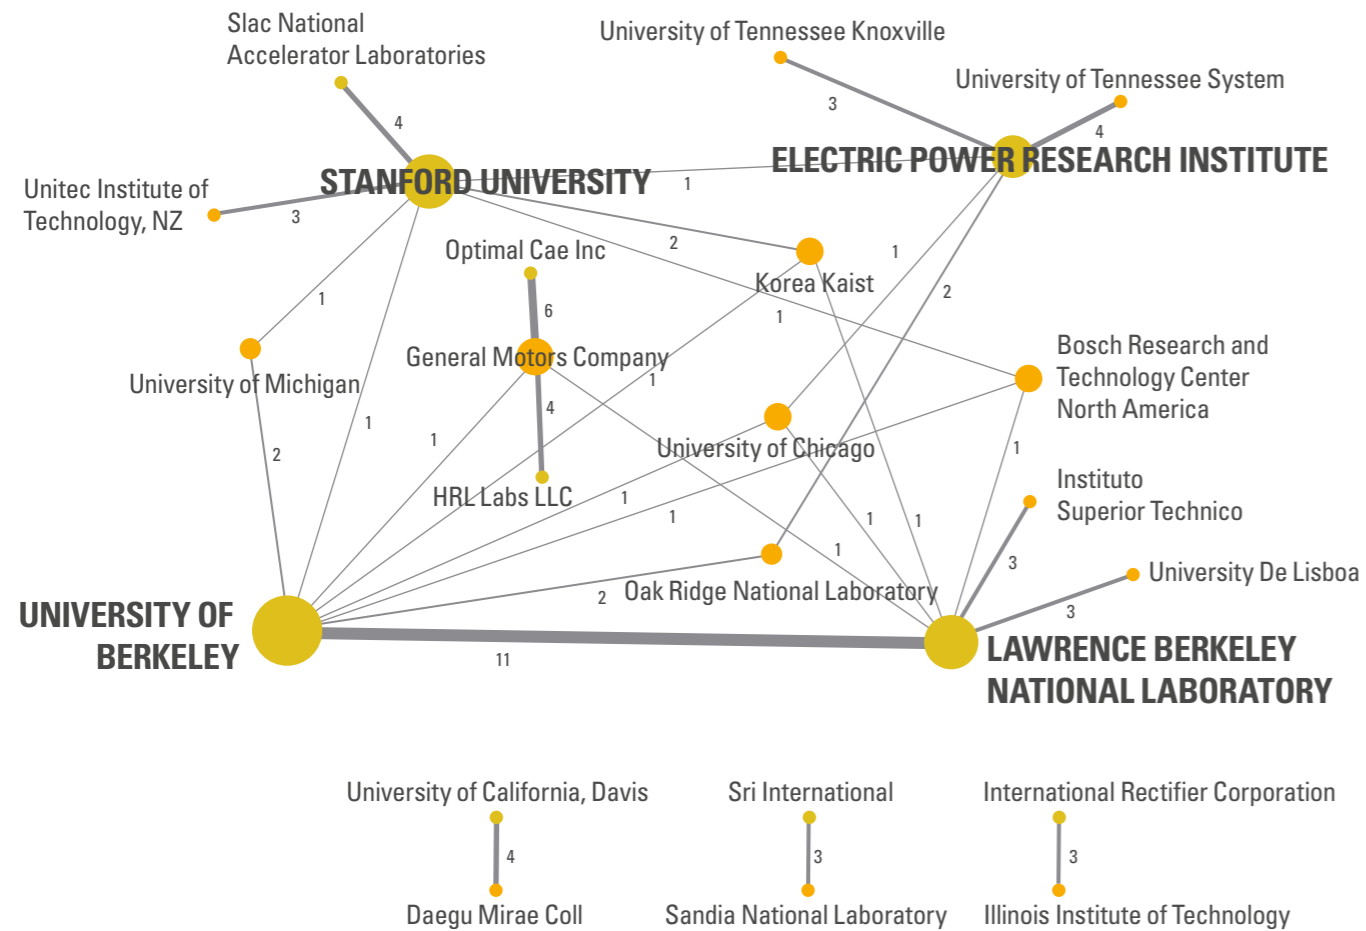 Slac National
Accelerator Laboratories
University of Tennessee Knoxville
University of Tennessee System
3
4
4
STANFORD UNIVERSITY
ELECTRIC POWER RESEARCH INSTITUTE
1
Unitec Institute of
Technology, NZ
3
Optimal Cae Inc
2
1
Korea Kaist
2
1
6
1
General Motors Company
Bosch Research and
Technology Center
North America
University of Michigan
1
4
1
1
University of Chicago
1
2
HRL Labs LLC
1
1
1
1
Instituto
Superior Technico
1
3
University De Lisboa
2
Oak Ridge National Laboratory
3
UNIVERSITY OF
BERKELEY
11
LAWRENCE BERKELEY
NATIONAL LABORATORY
University of California, Davis
Sri International
International Rectifier Corporation
4
3
3
Daegu Mirae Coll
Sandia National Laboratory
Illinois Institute of Technology